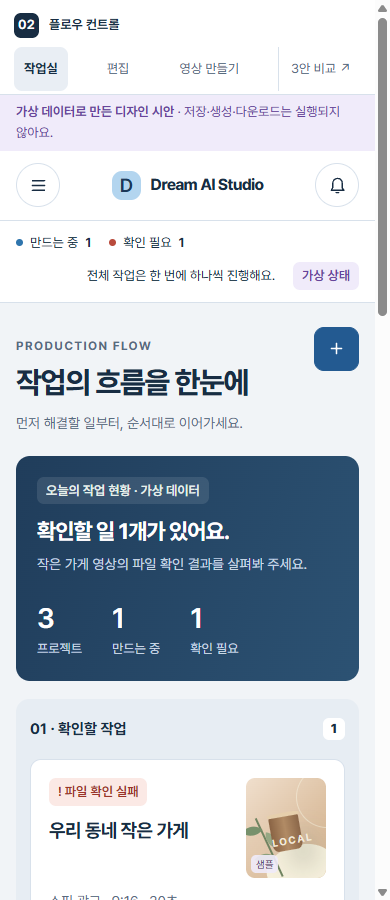 02 플로우 컨트롤
작업실 편집 영상 만들기 3안 비교 ↗
가상 데이터로 만든 디자인 시안 · 저장·생성·다운로드는 실행되지
않아요.
D Dream AI Studio
만드는 중 1 확인 필요 1
전체 작업은 한 번에 하나씩 진행해요. 가상 상태
PRODUCTION FLOW
작업의 흐름을 한눈에
먼저 해결할 일부터, 순서대로 이어가세요.
오늘의 작업 현황 · 가상 데이터
확인할 일 1개가 있어요.
작은 가게 영상의 파일 확인 결과를 살펴봐 주세요.
3 1 1
프로젝트 만드는 중 확인 필요
01 · 확인할 작업 1
! 파일 확인 실패
우리 동네 작은 가게
LOCAL
샘플